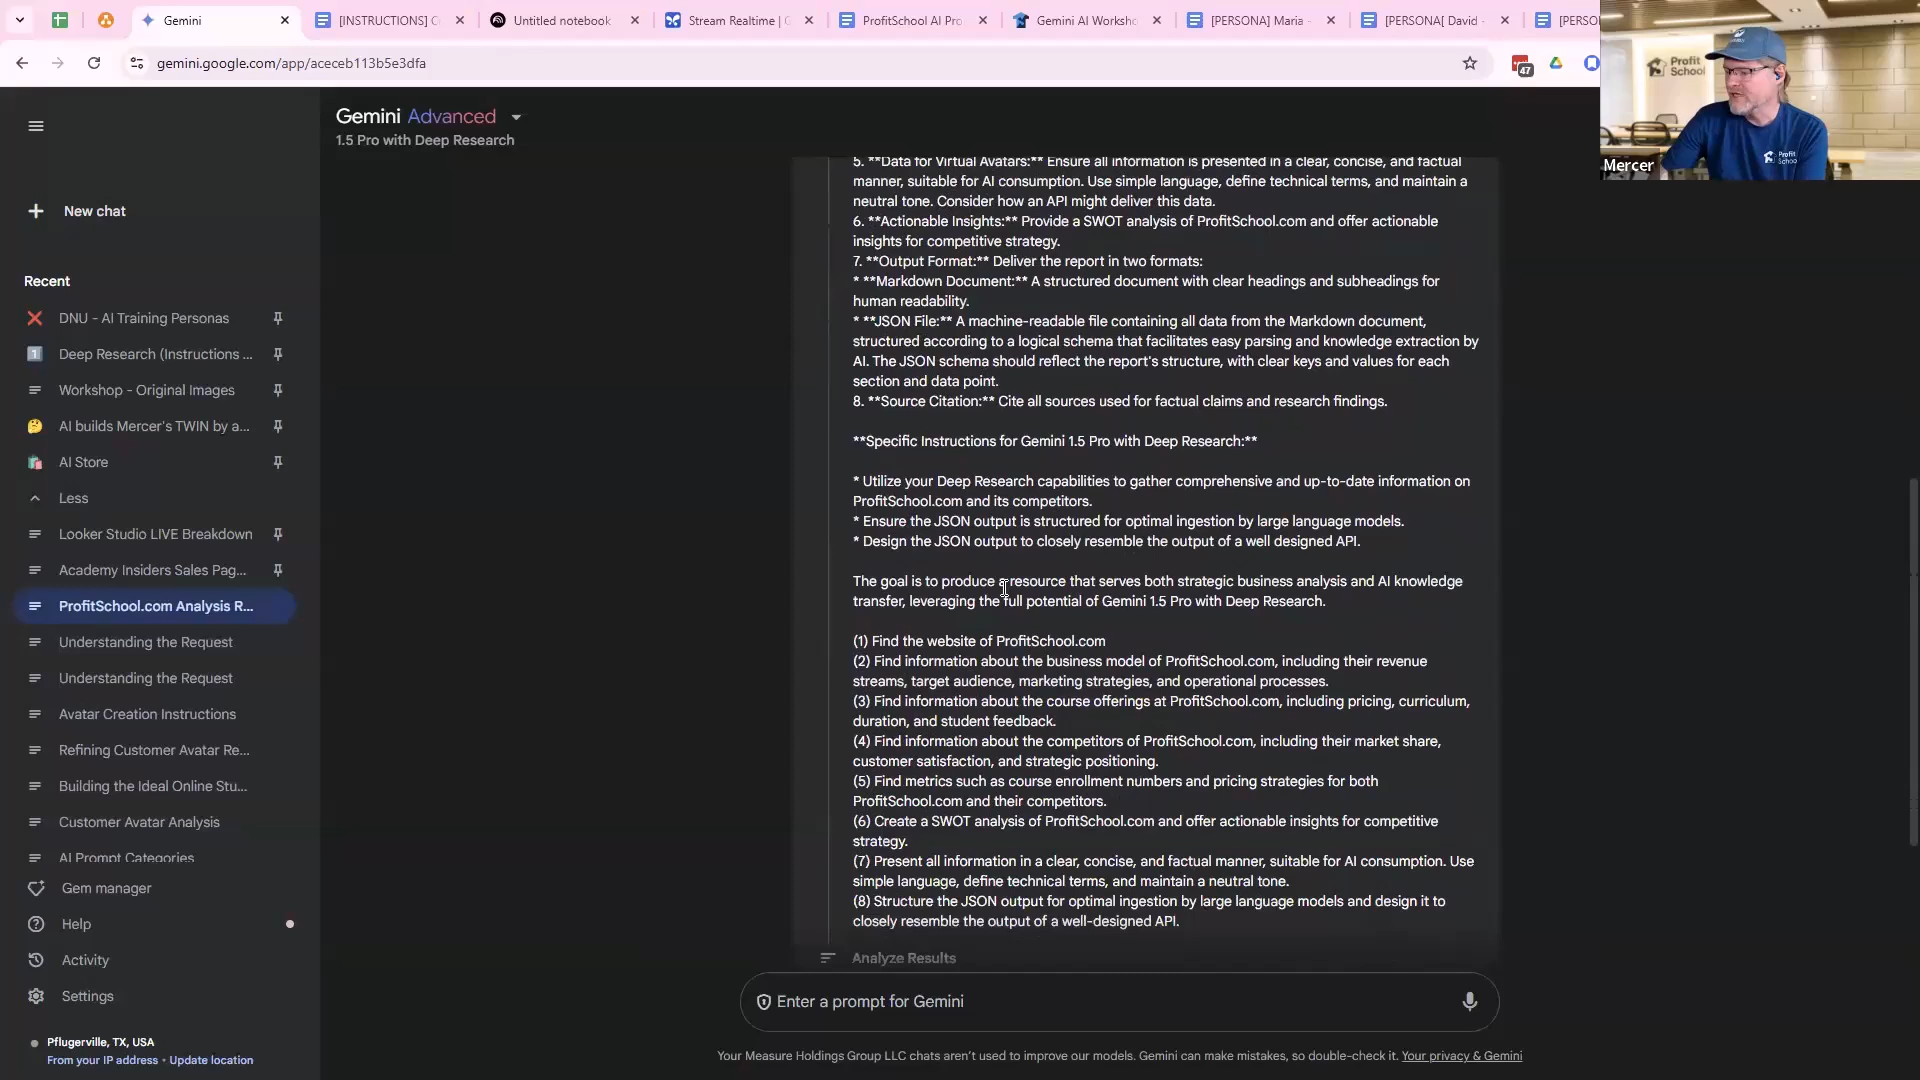 Gemini
[INSTRUCTIONS] C
Untitled notebook
Stream Realtime | G
ProfitSchool AI Pro
Gemini AI Worksho
[PERSONA] Maria -
[PERSONA[ David -
[PERSO
gemini.google.com/app/aceceb113b5e3dfa
47
Profit
School
Mercer
Profit
School
Gemini Advanced
1.5 Pro with Deep Research
New chat
Recent
DNU - AI Training Personas
1
Deep Research (Instructions ...
Workshop - Original Images
AI builds Mercer's TWIN by a...
AI Store
Less
Looker Studio LIVE Breakdown
Academy Insiders Sales Pag...
ProfitSchool.com Analysis R...
Understanding the Request
Understanding the Request
Avatar Creation Instructions
Refining Customer Avatar Re...
Building the Ideal Online Stu...
Customer Avatar Analysis
AI Prompt Categories
Gem manager
Help
Activity
Settings
Pflugerville, TX, USA
From your IP address • Update location
5. **Data for Virtual Avatars:** Ensure all information is presented in a clear, concise, and factual
manner, suitable for AI consumption. Use simple language, define technical terms, and maintain a
neutral tone. Consider how an API might deliver this data.
6. **Actionable Insights:** Provide a SWOT analysis of ProfitSchool.com and offer actionable
insights for competitive strategy.
7. **Output Format:** Deliver the report in two formats:
* **Markdown Document:** A structured document with clear headings and subheadings for
human readability.
* **JSON File:** A machine-readable file containing all data from the Markdown document,
structured according to a logical schema that facilitates easy parsing and knowledge extraction by
AI. The JSON schema should reflect the report's structure, with clear keys and values for each
section and data point.
8. **Source Citation:** Cite all sources used for factual claims and research findings.
**Specific Instructions for Gemini 1.5 Pro with Deep Research:**
* Utilize your Deep Research capabilities to gather comprehensive and up-to-date information on
ProfitSchool.com and its competitors.
* Ensure the JSON output is structured for optimal ingestion by large language models.
* Design the JSON output to closely resemble the output of a well designed API.
The goal is to produce a resource that serves both strategic business analysis and AI knowledge
transfer, leveraging the full potential of Gemini 1.5 Pro with Deep Research.
(1) Find the website of ProfitSchool.com
(2) Find information about the business model of ProfitSchool.com, including their revenue
streams, target audience, marketing strategies, and operational processes.
(3) Find information about the course offerings at ProfitSchool.com, including pricing, curriculum,
duration, and student feedback.
(4) Find information about the competitors of ProfitSchool.com, including their market share,
customer satisfaction, and strategic positioning.
(5) Find metrics such as course enrollment numbers and pricing strategies for both
ProfitSchool.com and their competitors.
(6) Create a SWOT analysis of ProfitSchool.com and offer actionable insights for competitive
strategy.
(7) Present all information in a clear, concise, and factual manner, suitable for AI consumption. Use
simple language, define technical terms, and maintain a neutral tone.
(8) Structure the JSON output for optimal ingestion by large language models and design it to
closely resemble the output of a well-designed API.
Analyze Results
Enter a prompt for Gemini
Your Measure Holdings Group LLC chats aren't used to improve our models. Gemini can make mistakes, so double-check it. Your privacy & Gemini